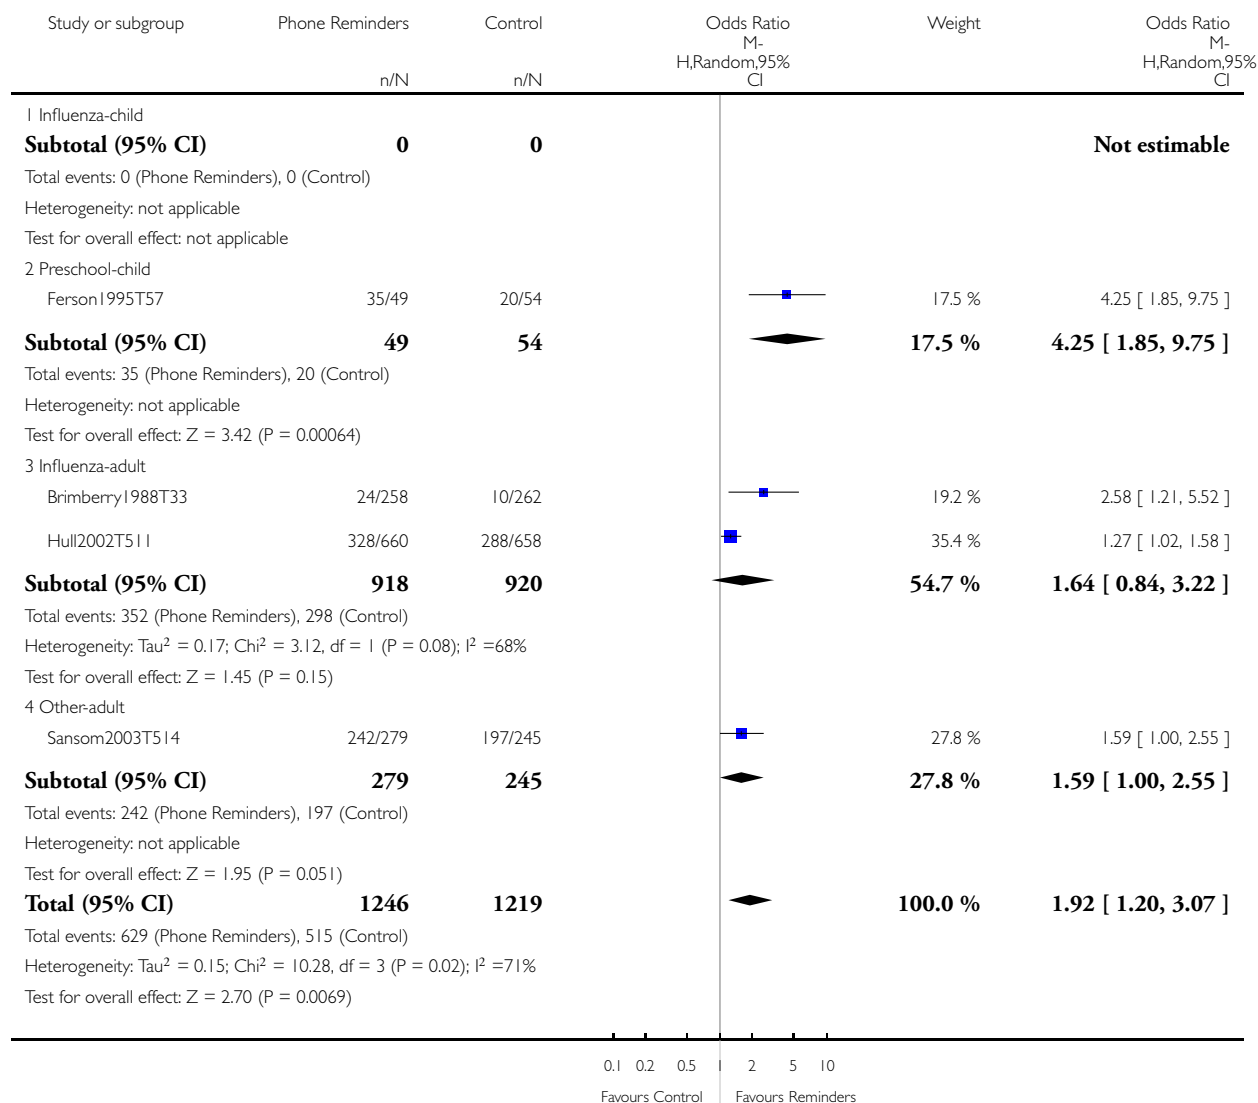 Study or subgroup Phone Reminders Control Odds Ratio Weight Odds Ratio
M- M-
H,Random,95% H,Random,95%
n/N n/N CI CI
1 Influenza-child
Subtotal (95% CI) 0 0 Not estimable
Total events: 0 (Phone Reminders), 0 (Control)
Heterogeneity: not applicable
Test for overall effect: not applicable
2 Preschool-child
Ferson1995T57 35/49 20/54 17.5 % 4.25 [ 1.85, 9.75 ]
Subtotal (95% CI) 49 54 17.5 % 4.25 [ 1.85, 9.75 ]
Total events: 35 (Phone Reminders), 20 (Control)
Heterogeneity: not applicable
Test for overall effect: Z = 3.42 (P = 0.00064)
3 Influenza-adult
Brimberry1988T33 24/258 10/262 19.2 % 2.58 [ 1.21, 5.52 ]
Hull2002T511 328/660 288/658 35.4 % 1.27 [ 1.02, 1.58 ]
Subtotal (95% CI) 918 920 54.7 % 1.64 [ 0.84, 3.22 ]
Total events: 352 (Phone Reminders), 298 (Control)
Heterogeneity: Tau² = 0.17; Chi² = 3.12, df = 1 (P = 0.08); I² =68%
Test for overall effect: Z = 1.45 (P = 0.15)
4 Other-adult
Sansom2003T514 242/279 197/245 27.8 % 1.59 [ 1.00, 2.55 ]
Subtotal (95% CI) 279 245 27.8 % 1.59 [ 1.00, 2.55 ]
Total events: 242 (Phone Reminders), 197 (Control)
Heterogeneity: not applicable
Test for overall effect: Z = 1.95 (P = 0.051)
Total (95% CI) 1246 1219 100.0 % 1.92 [ 1.20, 3.07 ]
Total events: 629 (Phone Reminders), 515 (Control)
Heterogeneity: Tau² = 0.15; Chi² = 10.28, df = 3 (P = 0.02); I² =71%
Test for overall effect: Z = 2.70 (P = 0.0069)
0.1 0.2 0.5 1 2 5 10
Favours Control Favours Reminders